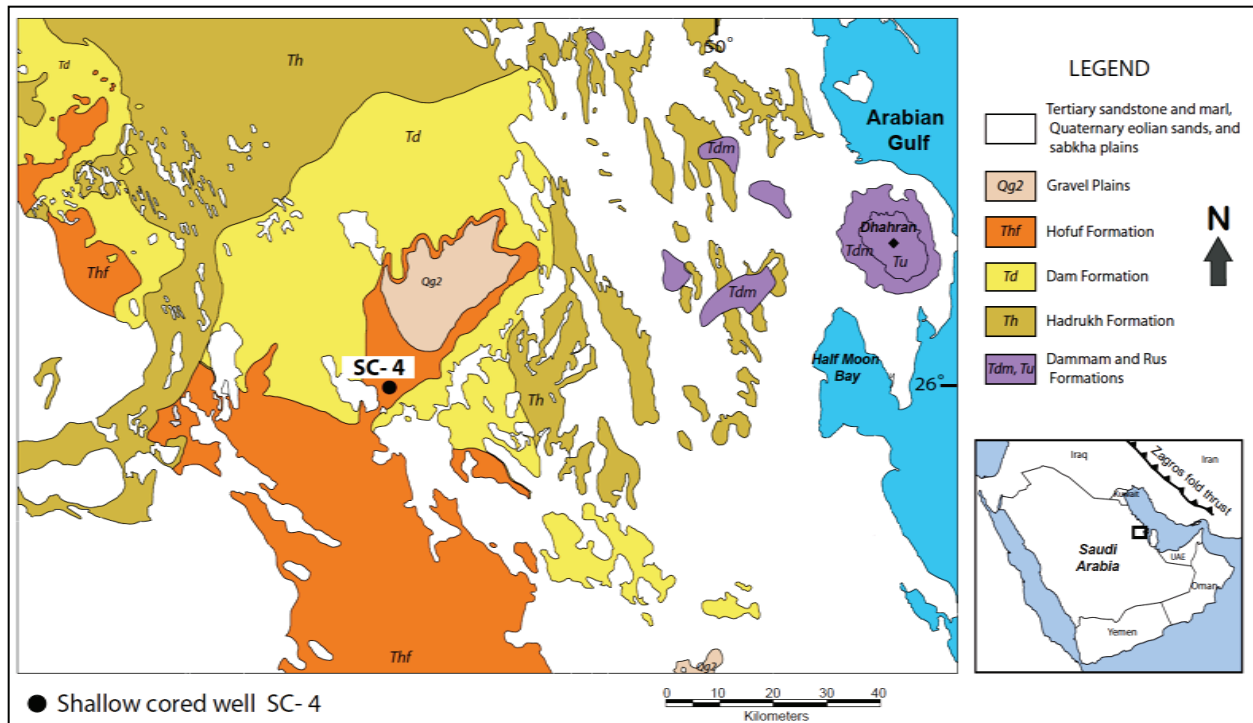 50°
Th
Td
Td
Arabian
Gulf
Tdm
Dhahran
Tdm
Tu
Thf
Qg2
Tdm
SC- 4
Half Moon
Bay
26°
Th
Thf
Qg2
LEGEND
Tertiary sandstone and marl,
Quaternary eolian sands, and
sabkha plains
Qg2 Gravel Plains
Thf Hofuf Formation
Td Dam Formation
Th Hadrukh Formation
Tdm, Tu Dammam and Rus
Formations
N
Iraq
Iran
Zagros fold thrust
Kuwait
Saudi
Arabia
UAE
Oman
Yemen
Shallow cored well SC- 4
0 10 20 30 40
Kilometers